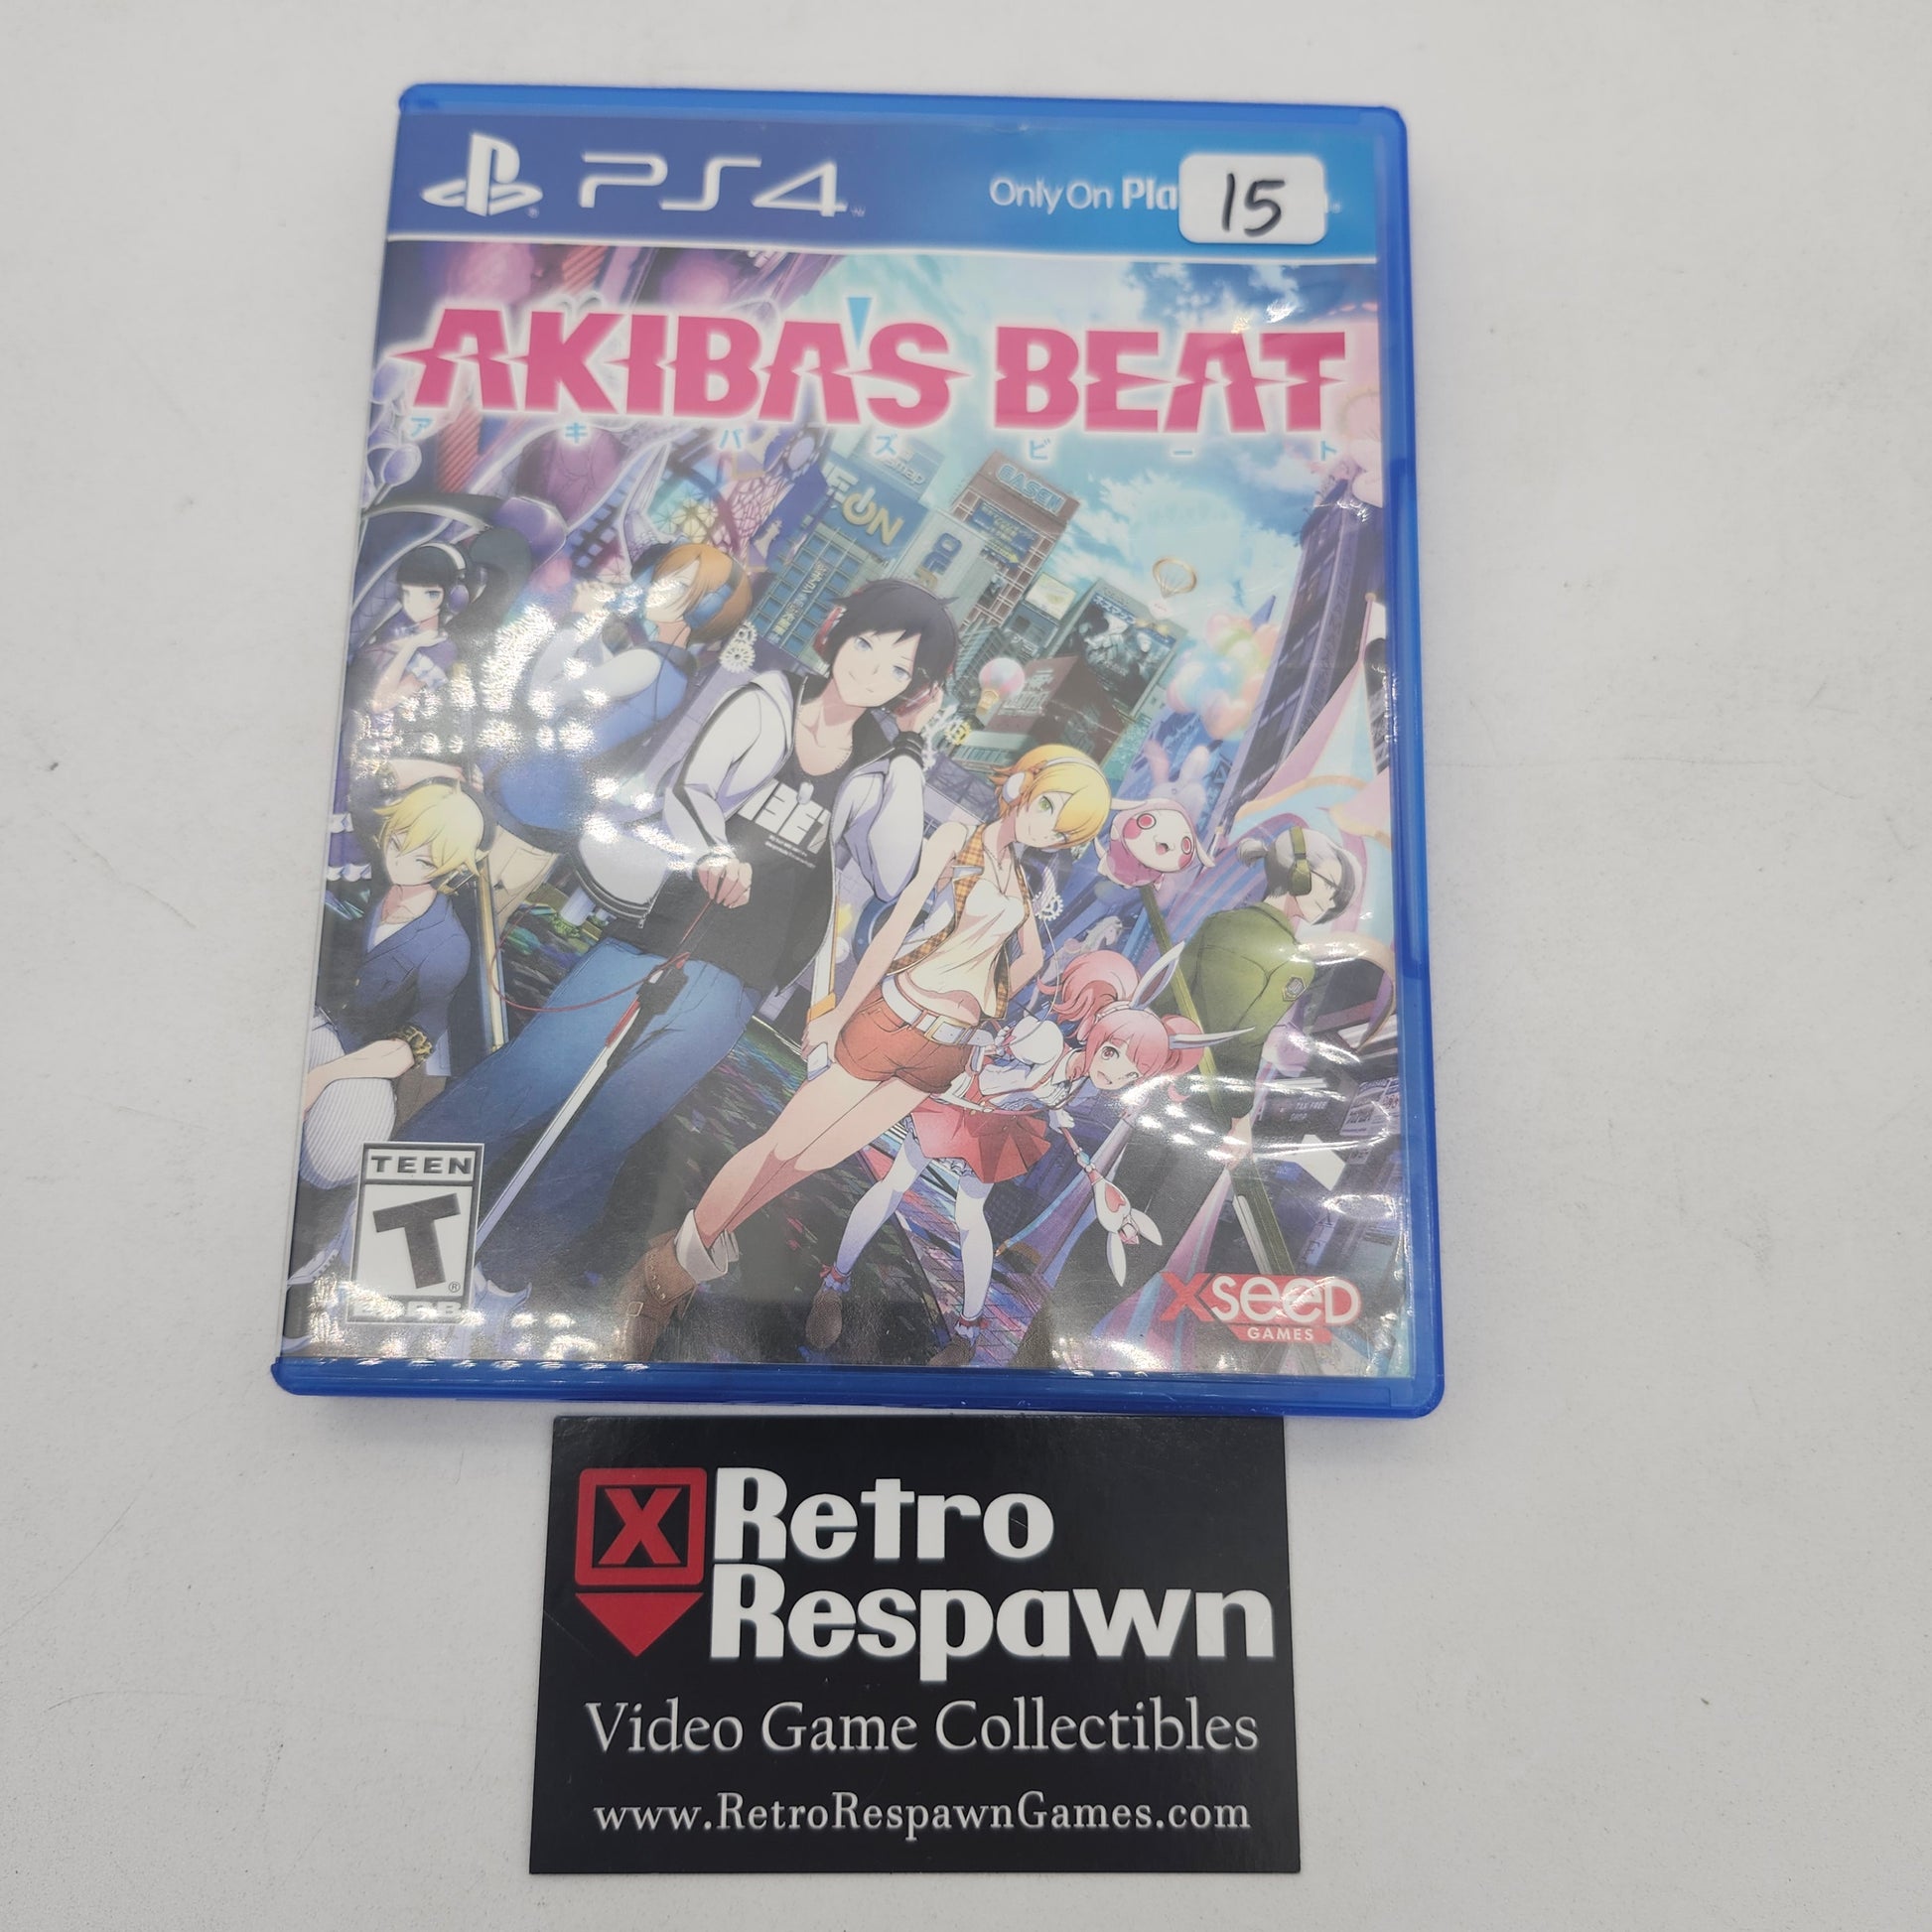 PS4
Only On Pla
15
AKIBA'S BEAT
アキバズビート
EON
TEEN
T
ESRB
XSEED
GAMES
X Retro
Respawn
Video Game Collectibles
www.RetroRespawnGames.com